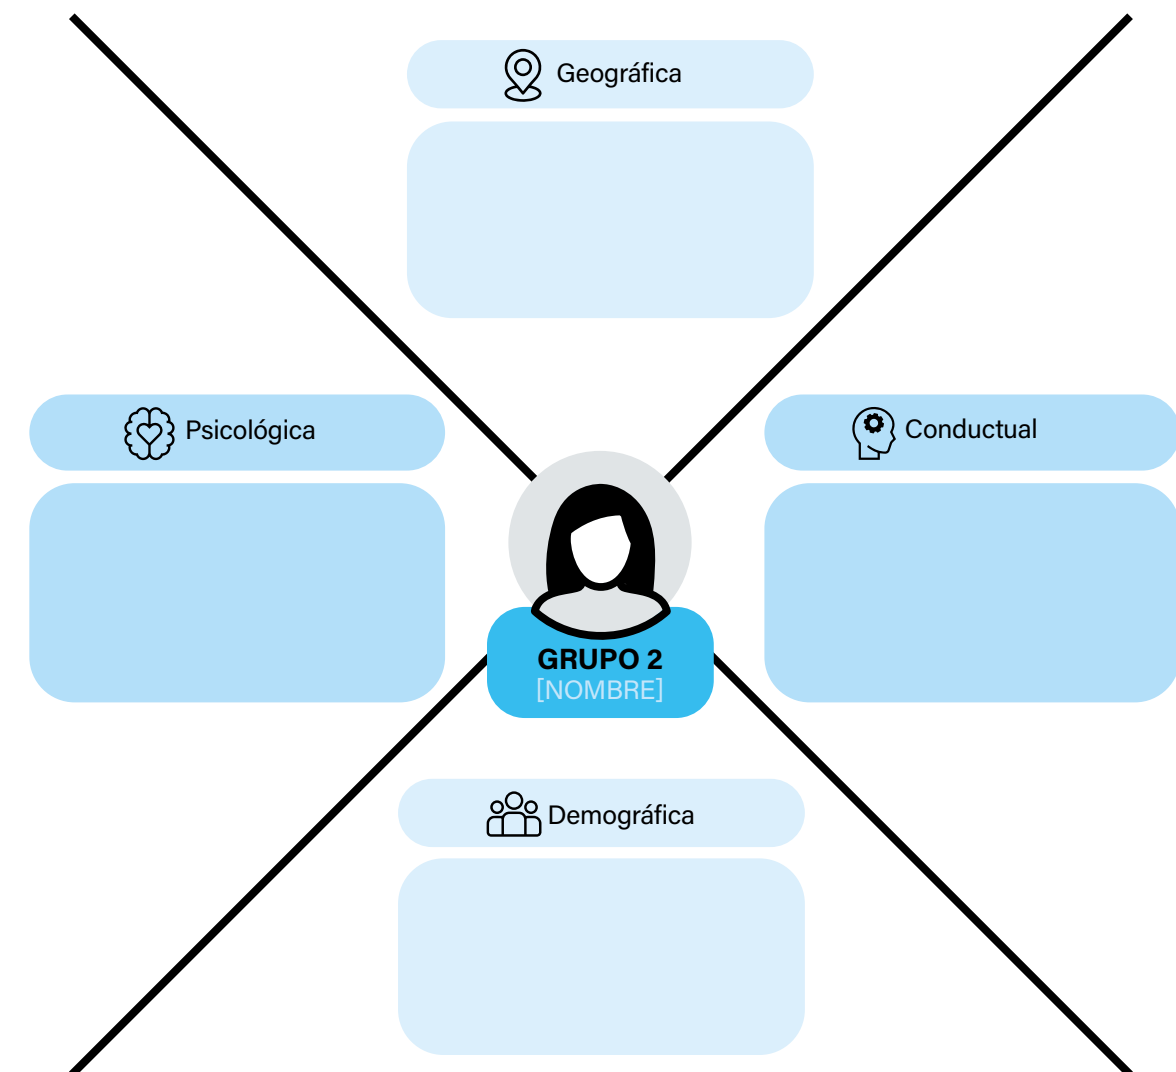 Geográfica
Psicológica
Conductual
GRUPO 2
[NOMBRE]
Demográfica